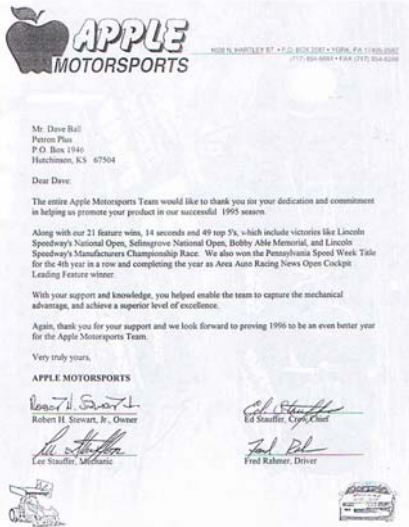 APPLE
MOTORSPORTS
Mr. Dave Ball
Petron Plus
P.O. Box 1946
Hutchinson, KS 67504
Dear Dave:
The entire Apple Motorsports Team would like to thank you for your dedication and commitment
in helping us promote your product in our successful 1995 season.
Along with our 21 feature wins, 14 seconds and 49 top 5's, which include victories like Lincoln
Speedway's National Open, Selinsgrove National Open, Bobby Able Memorial, and Lincoln
Speedway's Manufacturers Championship Race. We also won the Pennsylvania Speed Week Title
for the 4th year in a row and completing the year as Area Auto Racing News Open Cockpit
Leading Feature winner.
With your support and knowledge, you helped enable the team to capture the mechanical
advantage, and achieve a superior level of excellence.
Again, thank you for your support and we look forward to proving 1996 to be an even better year
for the Apple Motorsports Team.
Very truly yours,
APPLE MOTORSPORTS
Robert H. Stewart, Jr., Owner
Ed Stauffer, Crew Chief
Lee Stauffer, Mechanic
Fred Rahmer, Driver